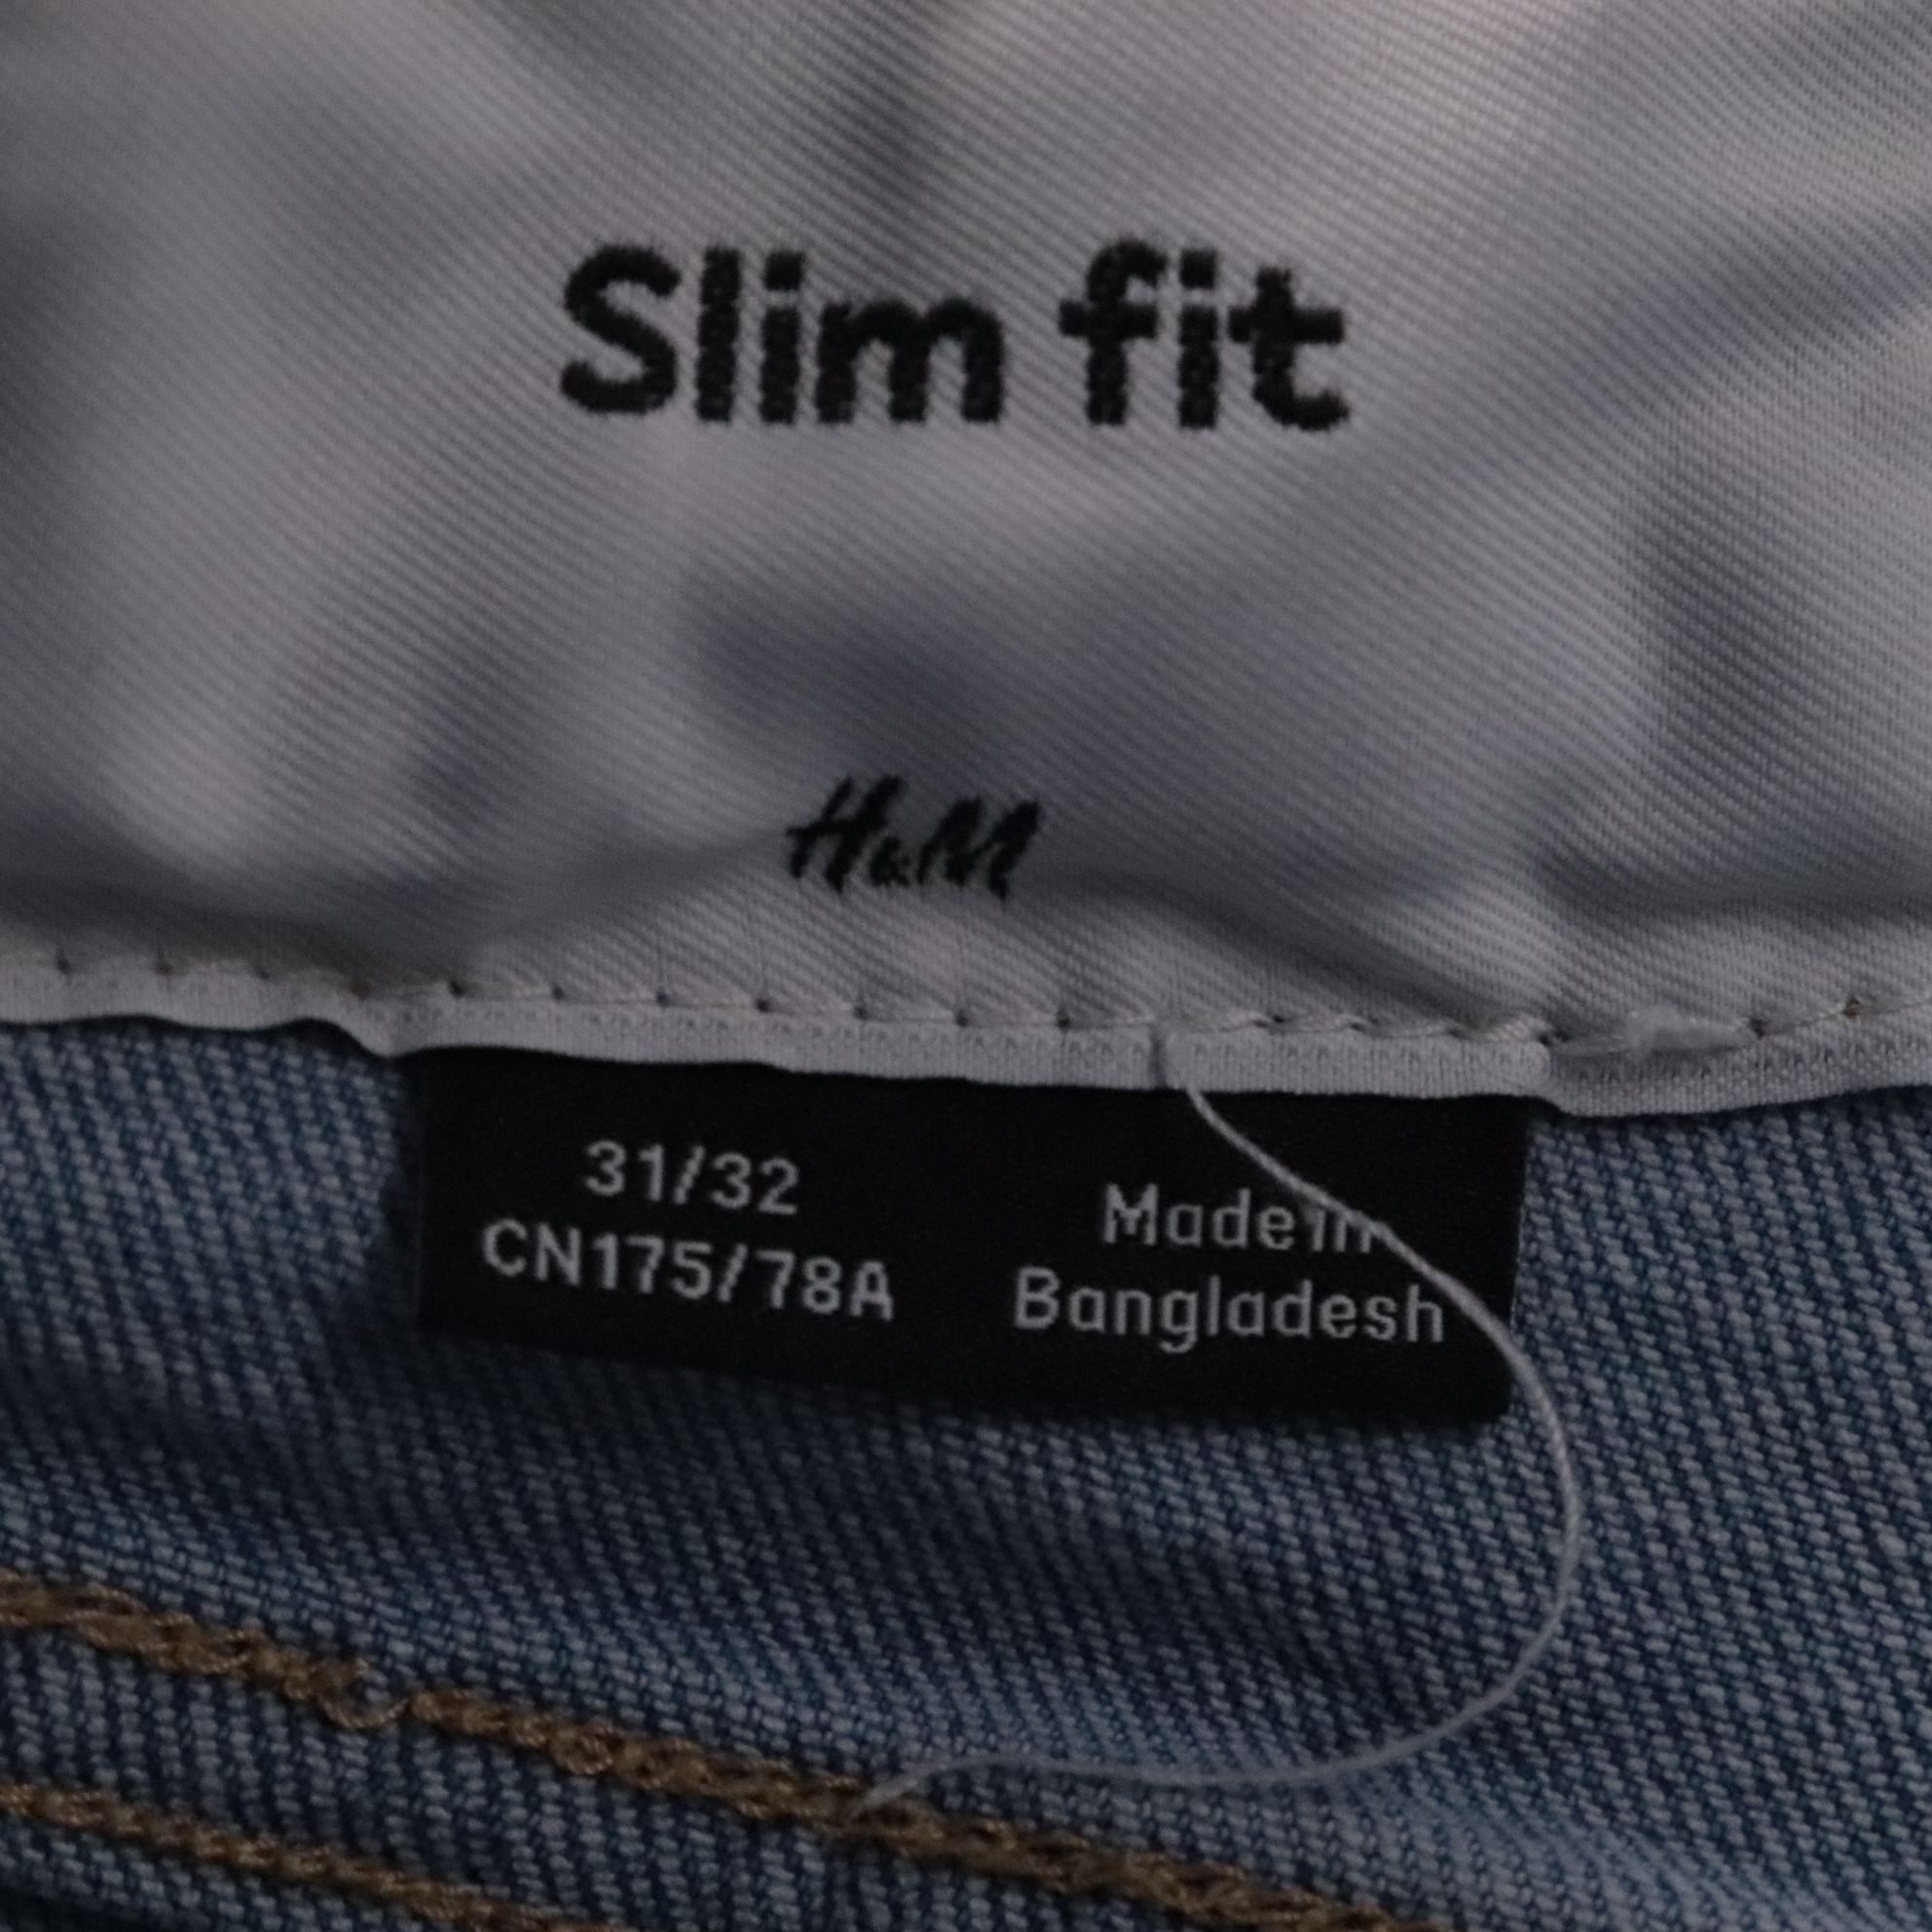 Slim fit
H&M
31/32
CN175/78A
Made in
Bangladesh